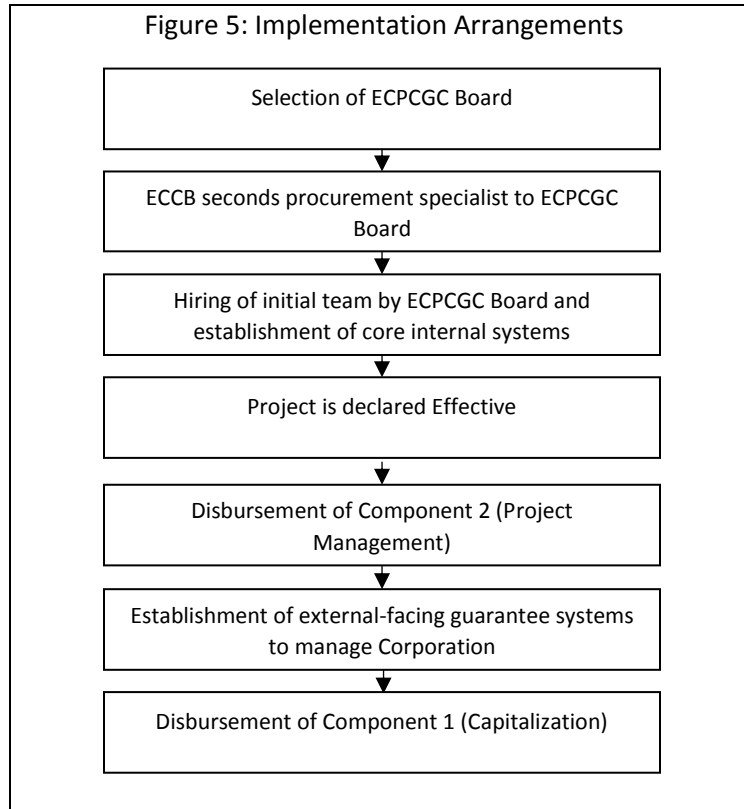 Figure 5: Implementation Arrangements
Selection of ECPCGC Board
ECCB seconds procurement specialist to ECPCGC
Board
Hiring of initial team by ECPCGC Board and
establishment of core internal systems
Project is declared Effective
Disbursement of Component 2 (Project
Management)
Establishment of external-facing guarantee systems
to manage Corporation
Disbursement of Component 1 (Capitalization)